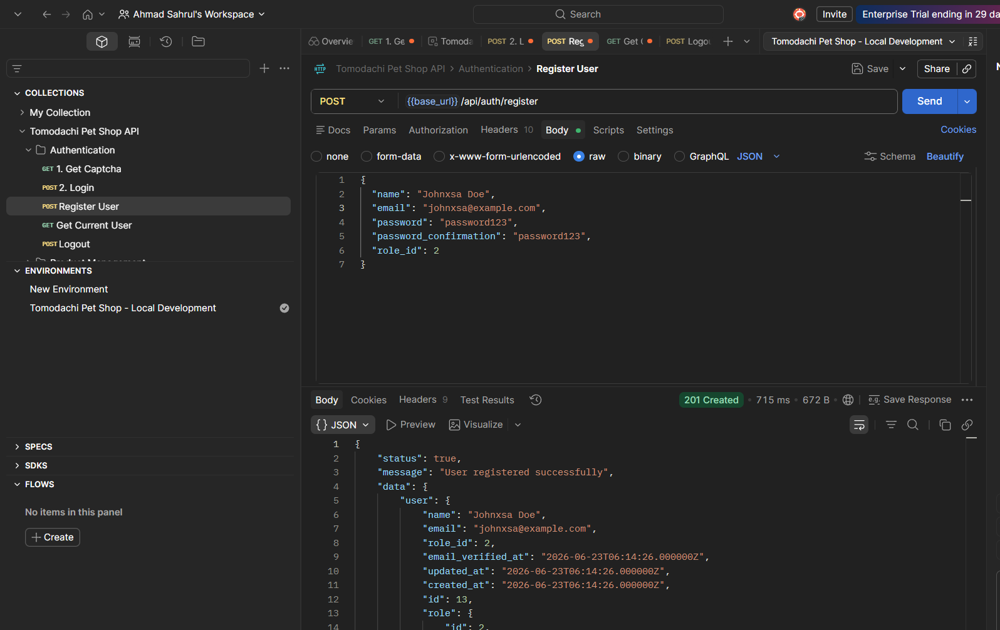 Ahmad Sahrul's Workspace
Search
Invite
Enterprise Trial ending in 29 da
Overvie
GET 1. Ge
Tomoda
POST 2. L
POST Reg
GET Get
POST Logou
Tomodachi Pet Shop - Local Development
COLLECTIONS
My Collection
Tomodachi Pet Shop API
Authentication
GET 1. Get Captcha
POST 2. Login
POST Register User
GET Get Current User
POST Logout
ENVIRONMENTS
New Environment
Tomodachi Pet Shop - Local Development
SPECS
SDKS
FLOWS
No items in this panel
Create
HTTP Tomodachi Pet Shop API > Authentication > Register User
Save
Share
POST
{{base_url}} /api/auth/register
Send
Docs
Params
Authorization
Headers 10
Body
Scripts
Settings
Cookies
none
form-data
x-www-form-urlencoded
raw
binary
GraphQL
JSON
Schema
Beautify
1 {
2 "name": "Johnxsa Doe",
3 "email": "johnxsa@example.com",
4 "password": "password123",
5 "password_confirmation": "password123",
6 "role_id": 2
7 }
Body
Cookies
Headers 9
Test Results
201 Created
715 ms
672 B
e.g. Save Response
{} JSON
Preview
Visualize
1 {
2 "status": true,
3 "message": "User registered successfully",
4 "data": {
5 "user": {
6 "name": "Johnxsa Doe",
7 "email": "johnxsa@example.com",
8 "role_id": 2,
9 "email_verified_at": "2026-06-23T06:14:26.000000Z",
10 "updated_at": "2026-06-23T06:14:26.000000Z",
11 "created_at": "2026-06-23T06:14:26.000000Z",
12 "id": 13,
13 "role": {
14 "id": 2,